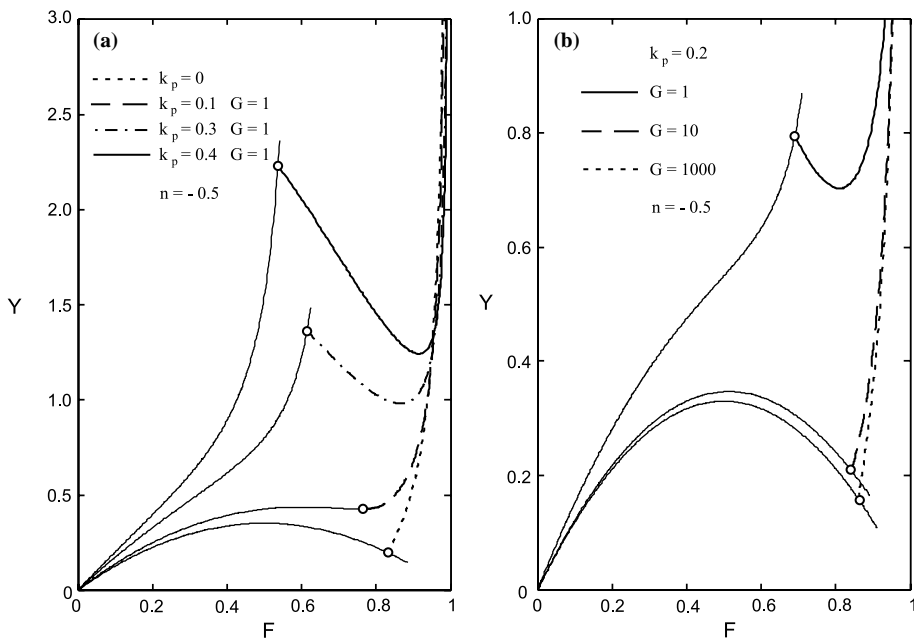 (a)
k p = 0
k p = 0.1 G = 1
k p = 0.3 G = 1
k p = 0.4 G = 1
n = - 0.5
3.0
2.5
2.0
1.5
1.0
0.5
0
Y
0.2
0.4
0.6
0.8
1
F
(b)
k p = 0.2
G = 1
G = 10
G = 1000
n = - 0.5
1.0
0.8
0.6
0.4
0.2
0
Y
0
0.2
0.4
0.6
0.8
1
F